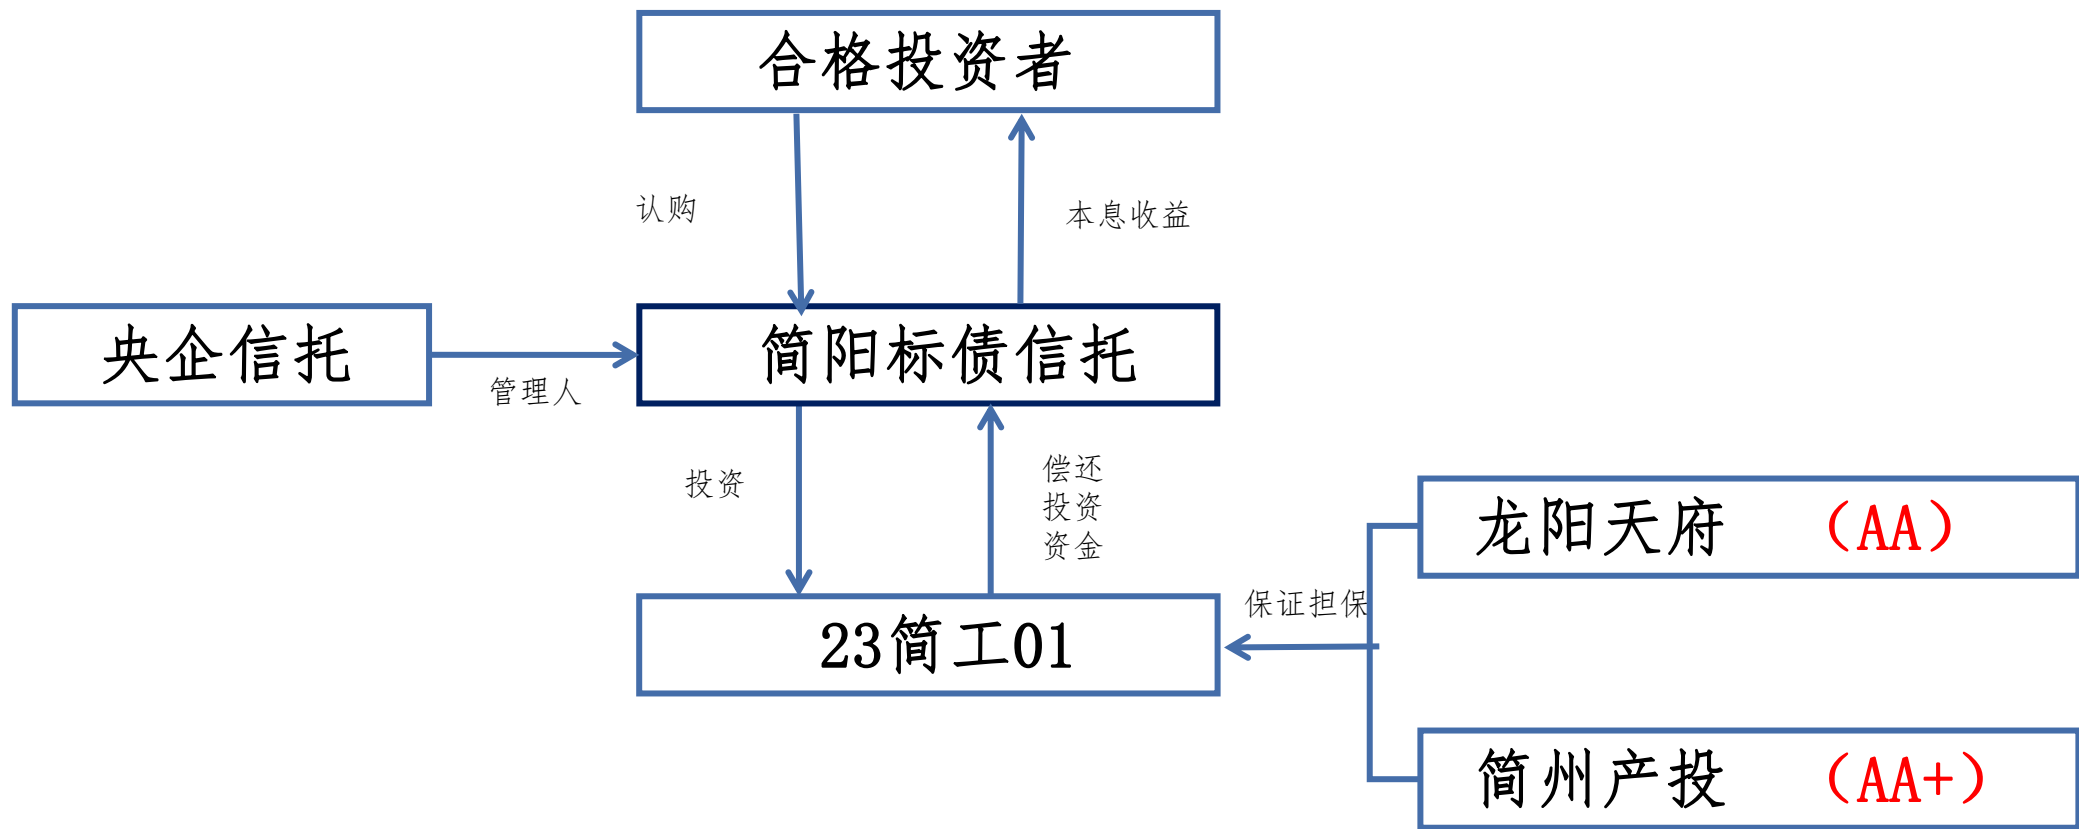 合格投资者
认购
本息收益
央企信托
管理人
简阳标债信托
投资
偿还
投资
资金
龙阳天府 （AA）
保证担保
23简工01
简州产投 （AA+）